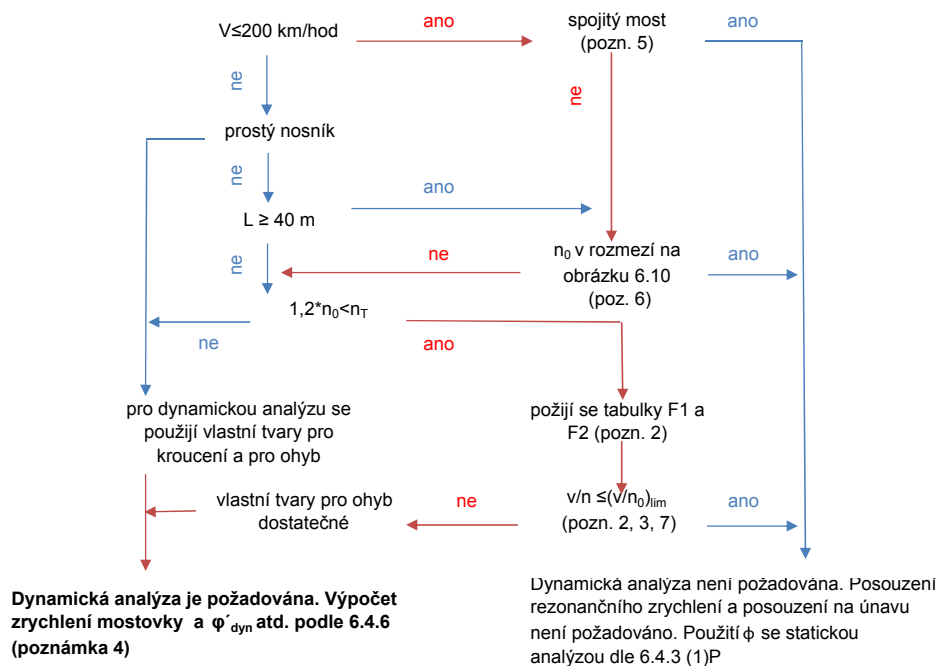 V≤200 km/hod
ano
spojitý most
(pozn. 5)
ano
ne
ne
prostý nosník
ne
ano
L ≥ 40 m
ne
ne
n₀ v rozmezí na
obrázku 6.10
(poz. 6)
ano
1,2*n₀<n_T
ne
ano
pro dynamickou analýzu se
použijí vlastní tvary pro
kroucení a pro ohyb
požijí se tabulky F1 a
F2 (pozn. 2)
vlastní tvary pro ohyb
dostatečné
ne
v/n ≤(v/n₀)lim
(pozn. 2, 3, 7)
ano
Dynamická analýza je požadována. Výpočet
zrychlení mostovky a φ´dyn atd. podle 6.4.6
(poznámka 4)
Dynamická analýza není požadována. Posouzení
rezonančního zrychlení a posouzení na únavu
není požadováno. Použití ϕ se statickou
analýzou dle 6.4.3 (1)P